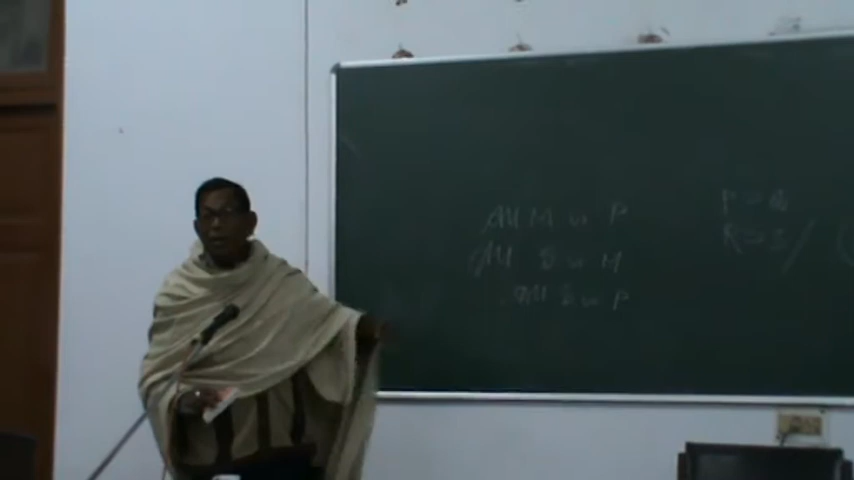 All M is P
All S is M
All S is P
P =
R =